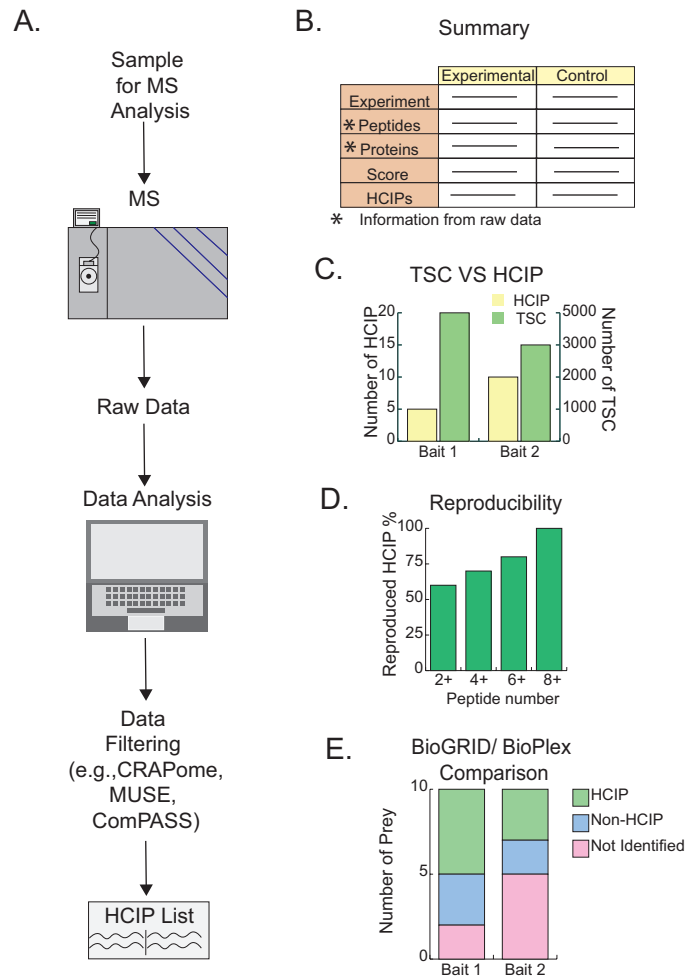 A.
Sample
for MS
Analysis
MS
Raw Data
Data Analysis
Data
Filtering
(e.g.,CRAPome,
MUSE,
ComPASS)
HCIP List
B.
Summary
Experimental Control
Experiment
* Peptides
* Proteins
Score
HCIPs
* Information from raw data
C.
TSC VS HCIP
HCIP
TSC
Number of HCIP
20
15
10
5
0
5000
4000
3000
2000
1000
0
Number of TSC
Bait 1 Bait 2
D.
Reproducibility
Reproduced HCIP %
100
75
50
25
0
2+ 4+ 6+ 8+
Peptide number
E.
BioGRID/ BioPlex
Comparison
Number of Prey
10
5
0
HCIP
Non-HCIP
Not Identified
Bait 1 Bait 2